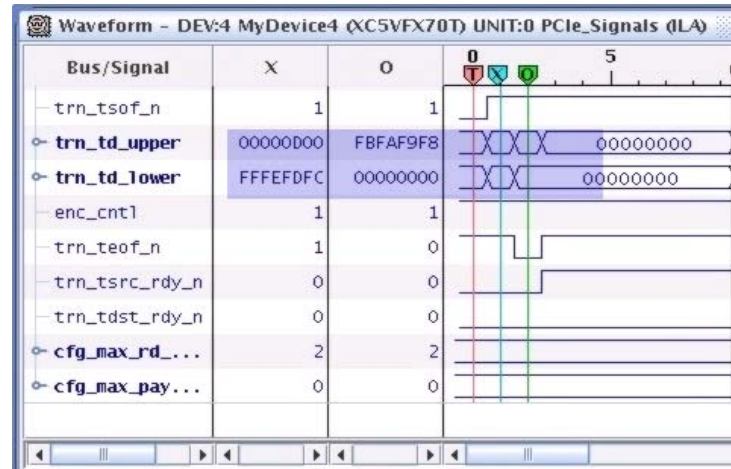 Waveform - DEV:4 MyDevice4 (XC5VFX70T) UNIT:0 PCIe_Signals (ILA)
Bus/Signal X O 0 5
T X O
trn_tsof_n 1 1
trn_td_upper 00000D00 FBFAF9F8 00000000
trn_td_lower FFFEFDFC 00000000 00000000
enc_cntl 1 1
trn_teof_n 1 0
trn_tsrc_rdy_n 0 0
trn_tdst_rdy_n 0 0
cfg_max_rd_... 2 2
cfg_max_pay... 0 0